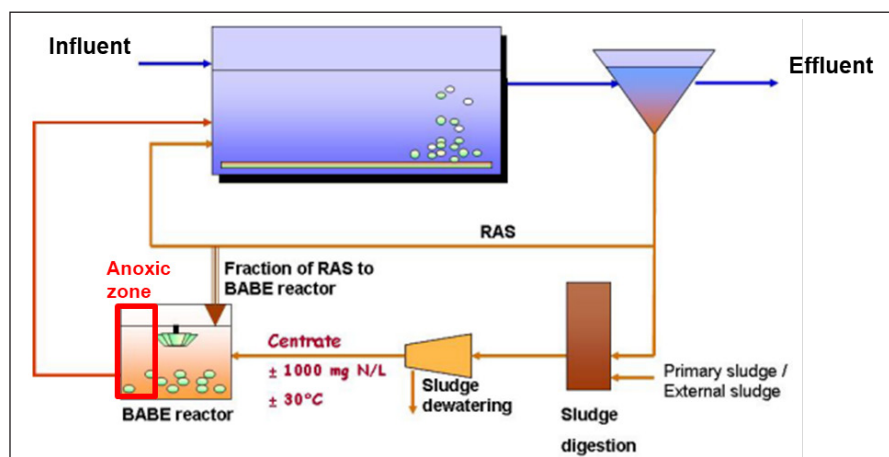 Influent
Effluent
RAS
Anoxic
zone
Fraction of RAS to
BABE reactor
Centrate
± 1000 mg N/L
± 30°C
Sludge
dewatering
Primary sludge /
External sludge
BABE reactor
Sludge
digestion